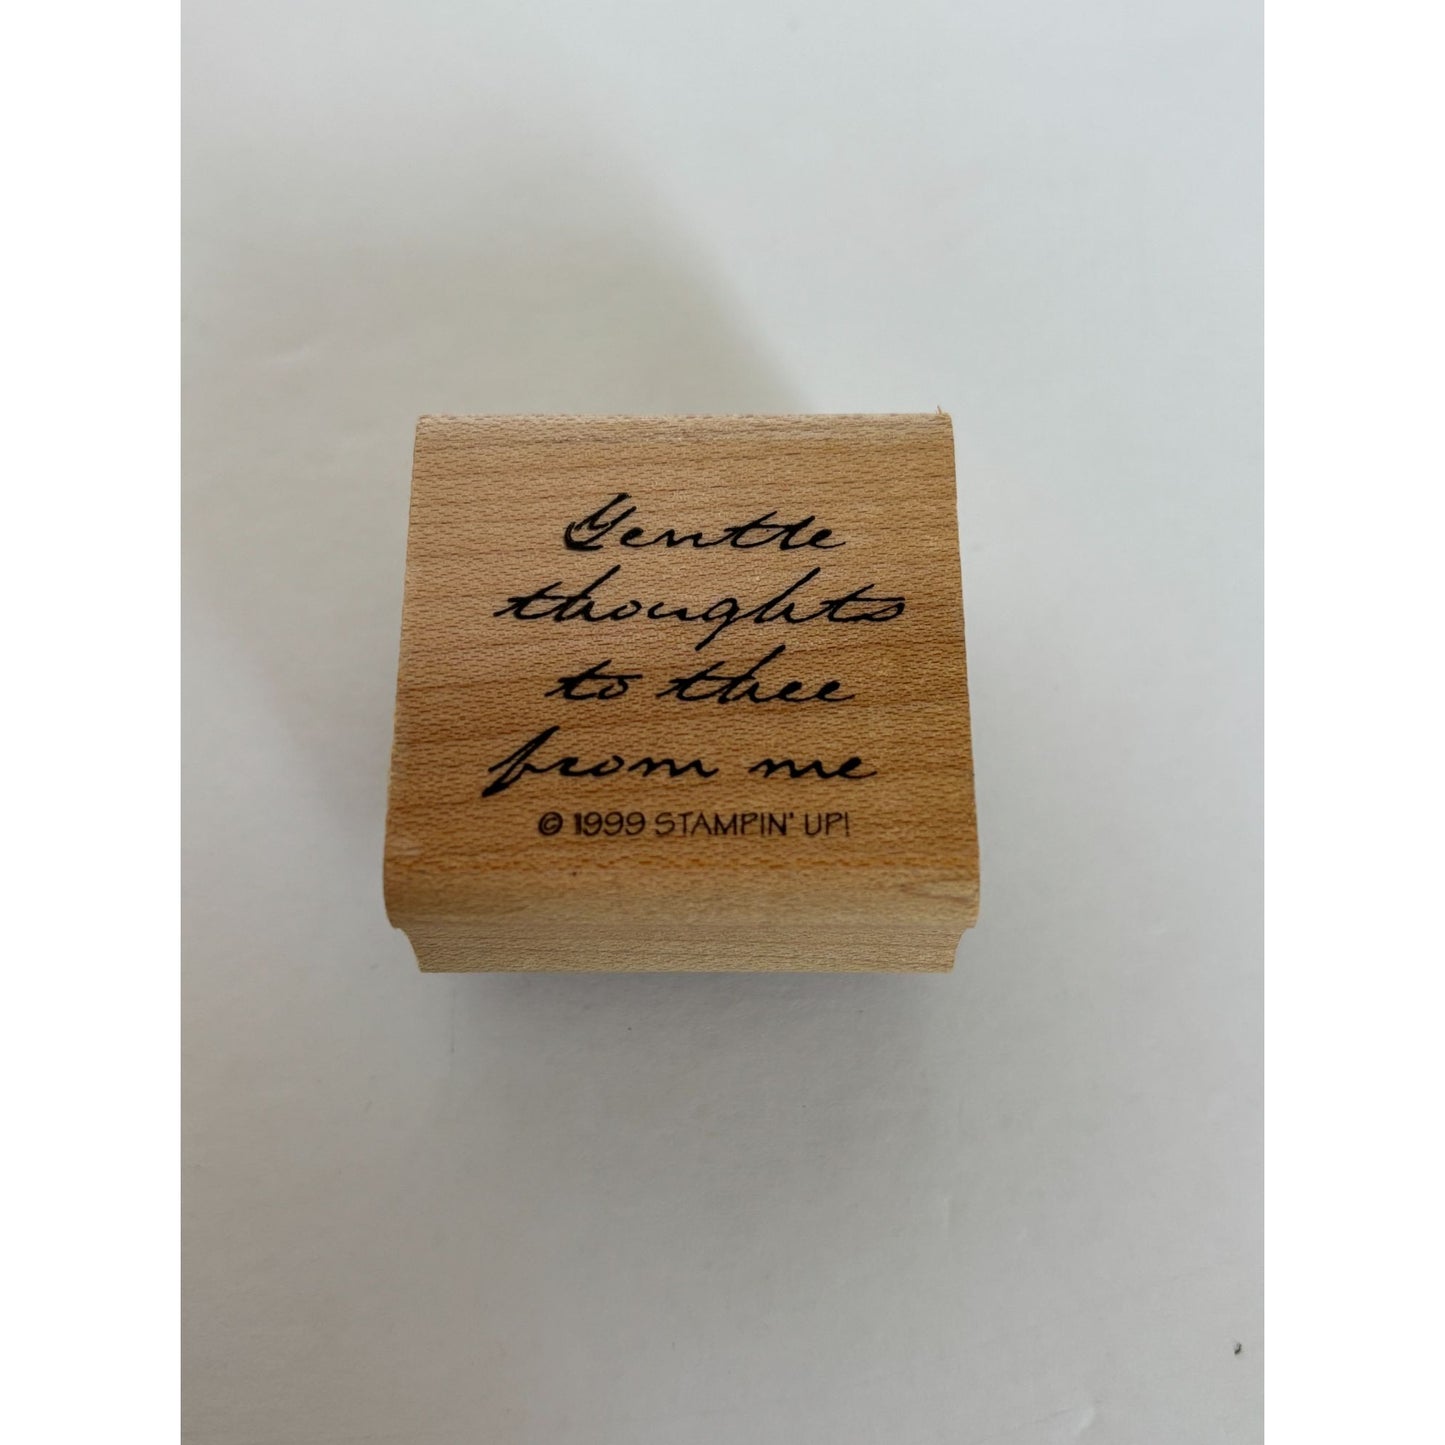 Gentle
thoughts
to thee
from me
© 1999 STAMPIN' UP!